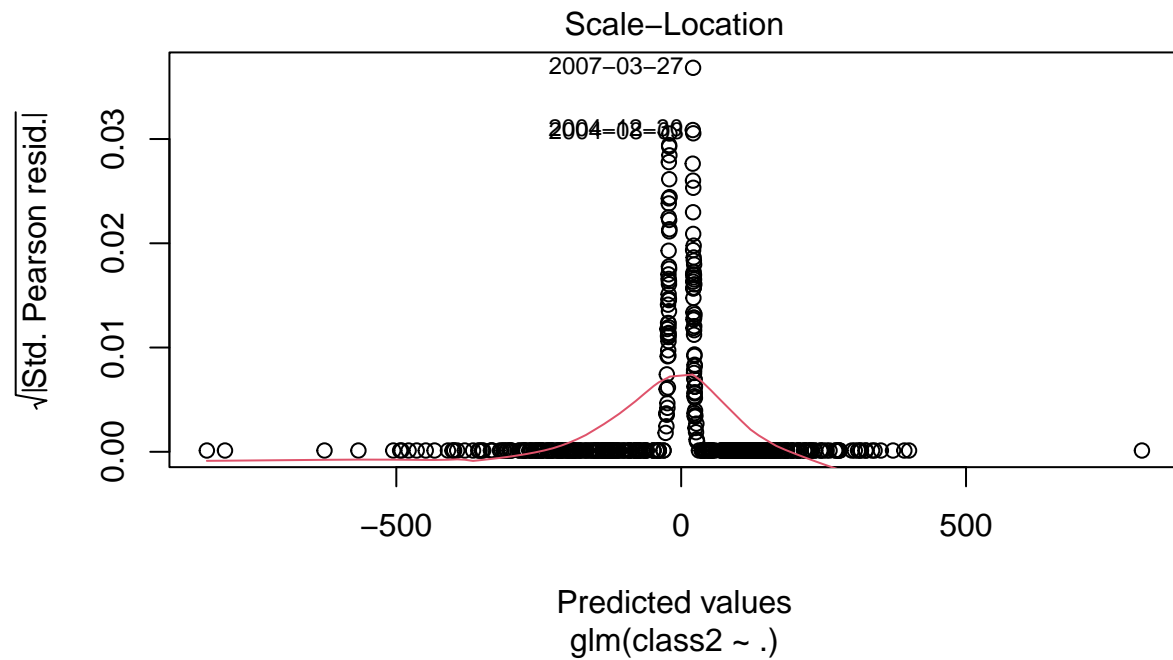 Scale−Location
√|Std. Pearson resid.|
0.03
0.02
0.01
0.00
2007−03−27
−500 0 500
Predicted values
glm(class2 ~ .)